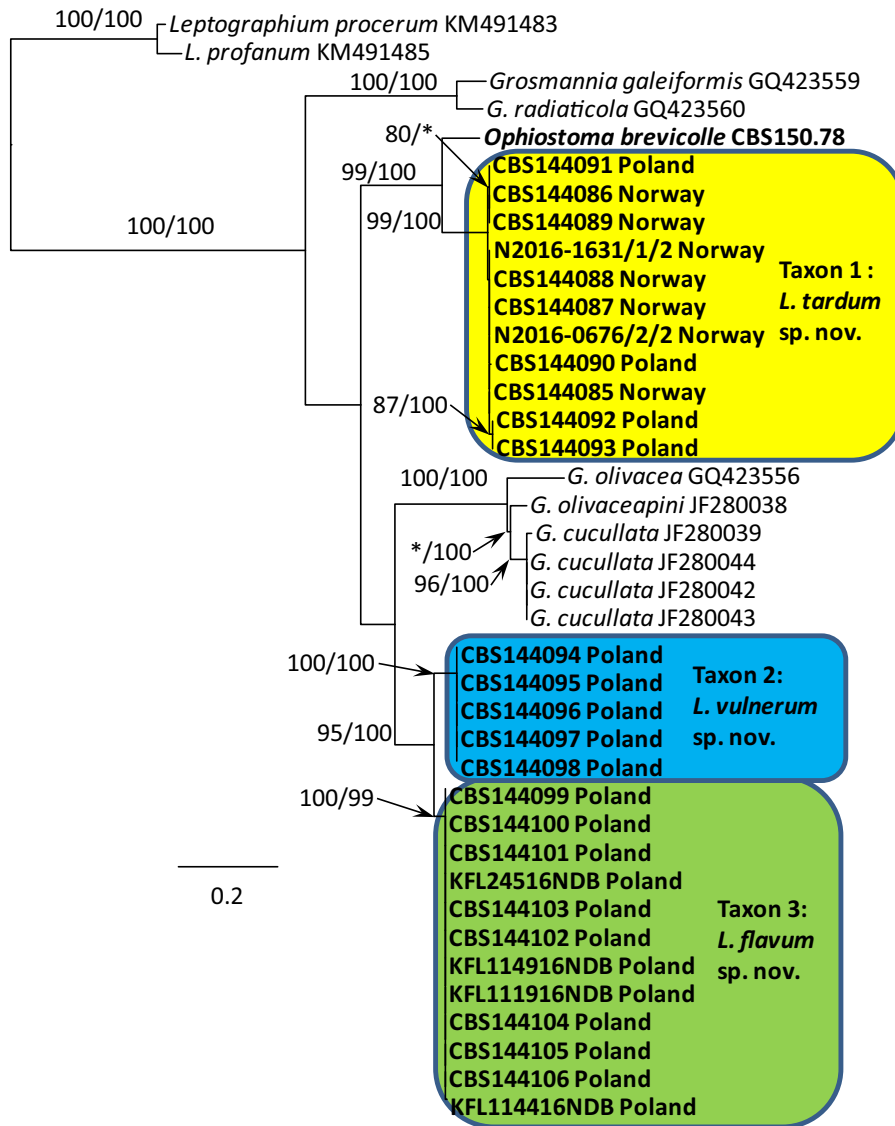 100/100
Leptographium procerum KM491483
L. profanum KM491485
100/100
Grosmannia galeiformis GQ423559
G. radiaticola GQ423560
80/*
Ophiostoma brevicolle CBS150.78
99/100
100/100
99/100
CBS144091 Poland
CBS144086 Norway
CBS144089 Norway
N2016-1631/1/2 Norway
CBS144088 Norway
CBS144087 Norway
N2016-0676/2/2 Norway
CBS144090 Poland
CBS144085 Norway
CBS144092 Poland
CBS144093 Poland
Taxon 1 :
L. tardum
sp. nov.
87/100
100/100
G. olivacea GQ423556
G. olivaceapini JF280038
G. cucullata JF280039
G. cucullata JF280044
G. cucullata JF280042
G. cucullata JF280043
*/100
96/100
100/100
CBS144094 Poland
CBS144095 Poland
CBS144096 Poland
CBS144097 Poland
CBS144098 Poland
Taxon 2:
L. vulnerum
sp. nov.
95/100
100/99
CBS144099 Poland
CBS144100 Poland
CBS144101 Poland
KFL24516NDB Poland
CBS144103 Poland
CBS144102 Poland
KFL114916NDB Poland
KFL111916NDB Poland
CBS144104 Poland
CBS144105 Poland
CBS144106 Poland
KFL114416NDB Poland
Taxon 3:
L. flavum
sp. nov.
0.2